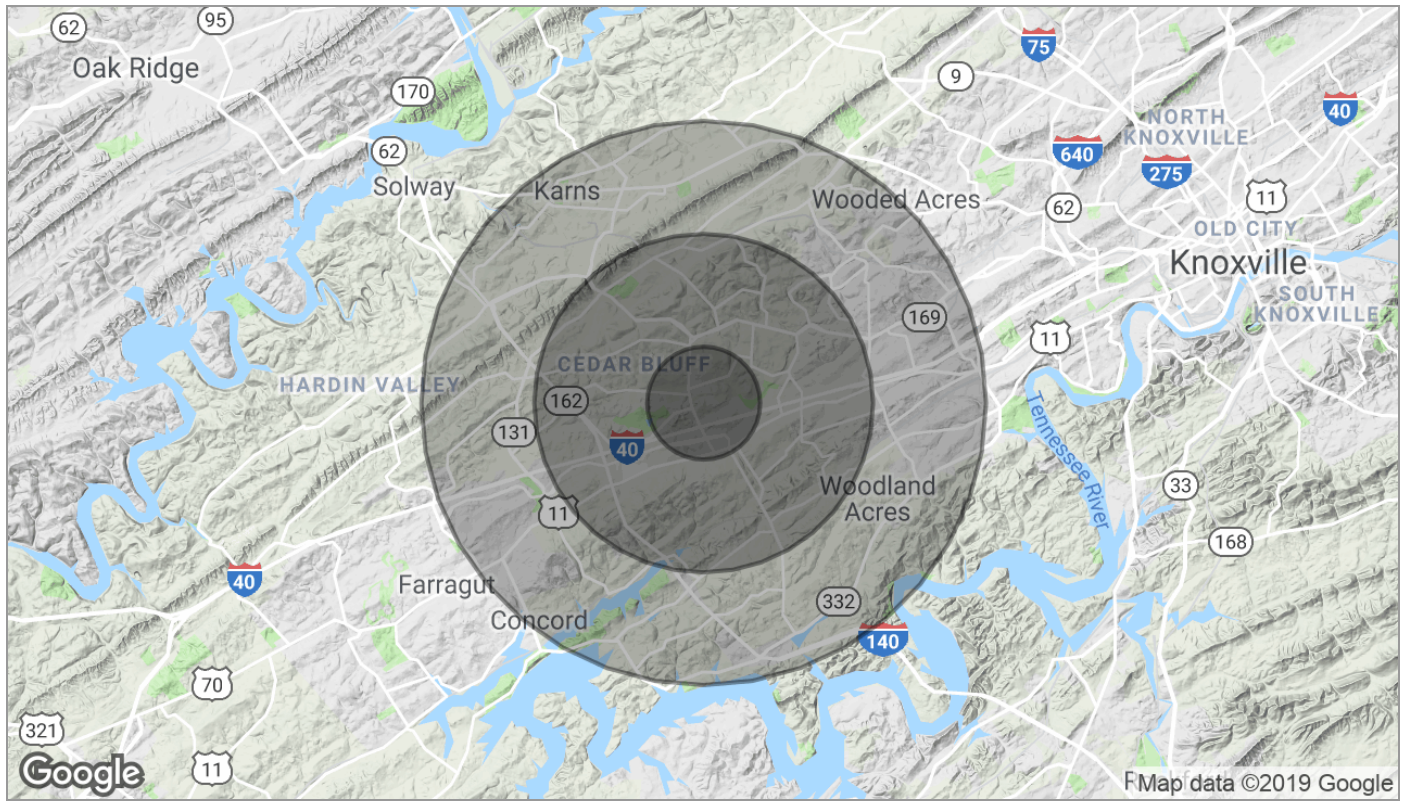 62
95
75
Oak Ridge
9
170
40
NORTH
KNOXVILLE
62
640
275
Solway
Karns
Wooded Acres
62
11
OLD CITY
Knoxville
SOUTH
KNOXVILLE
169
11
CEDAR BLUFF
HARDIN VALLEY
162
131
40
Tennessee River
Woodland
Acres
33
11
168
40
Farragut
332
Concord
140
70
321
11
Google
Map data ©2019 Google